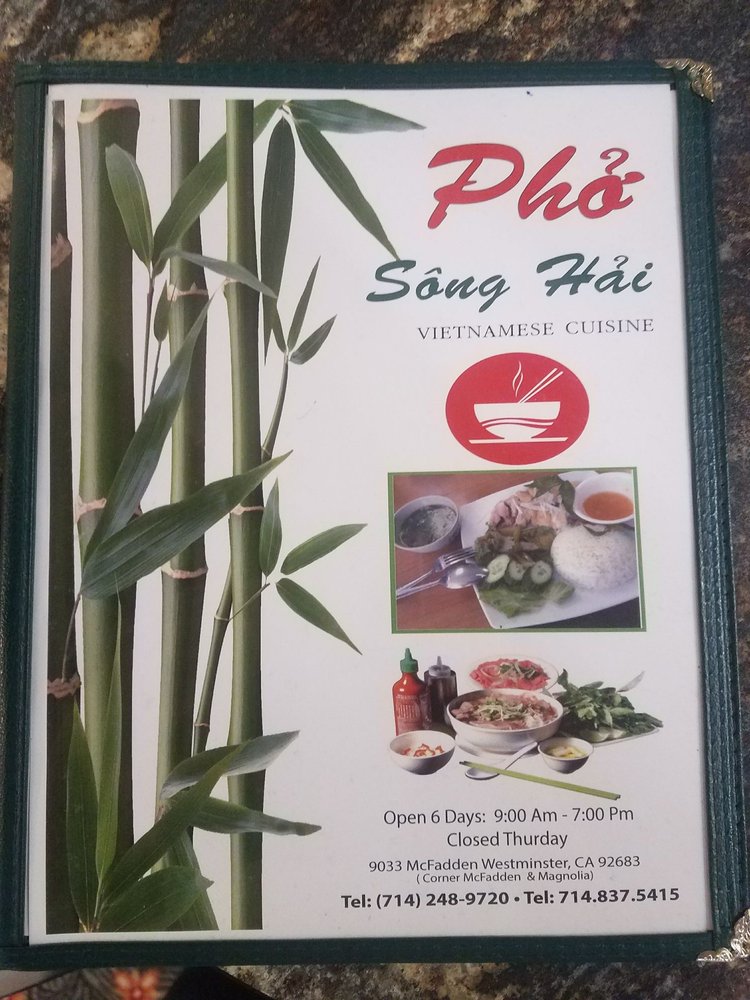 Phở
Sông Hải
VIETNAMESE CUISINE
Open 6 Days: 9:00 Am - 7:00 Pm
Closed Thurday
9033 McFadden Westminster, CA 92683
( Corner McFadden & Magnolia)
Tel: (714) 248-9720 • Tel: 714.837.5415